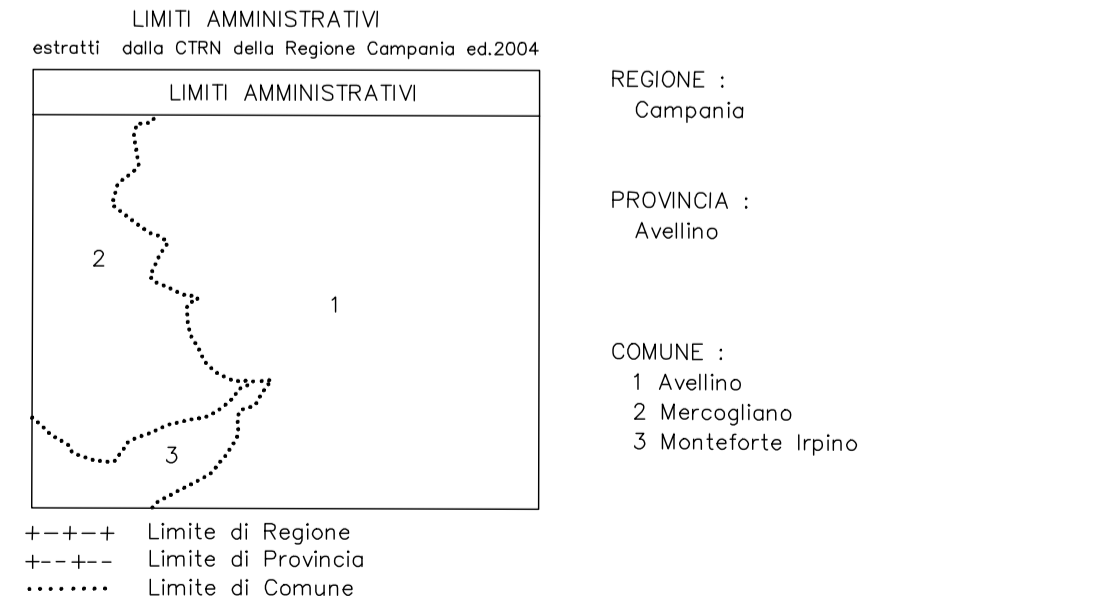 LIMITI AMMINISTRATIVI
estratti dalla CTRN della Regione Campania ed.2004
LIMITI AMMINISTRATIVI
2
1
3
+-+-+ Limite di Regione
+--+-- Limite di Provincia
........ Limite di Comune
REGIONE :
Campania
PROVINCIA :
Avellino
COMUNE :
1 Avellino
2 Mercogliano
3 Monteforte Irpino